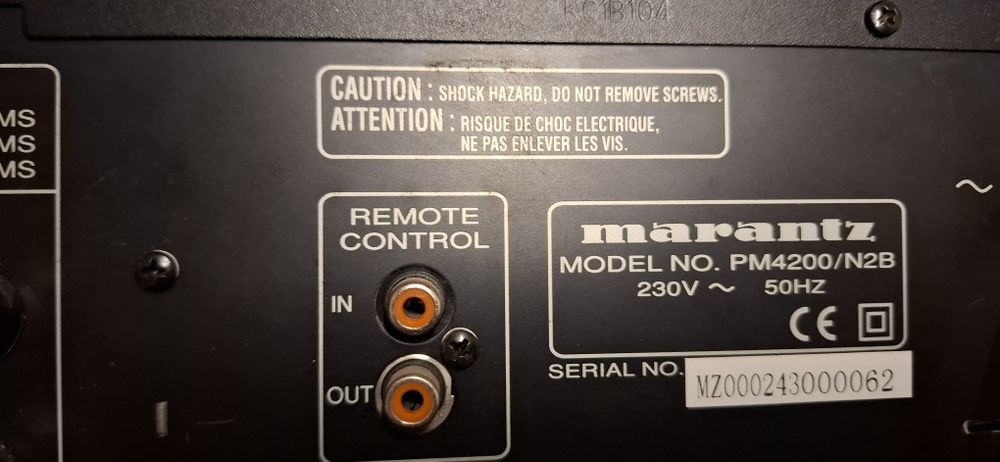 KC1B104
MS
MS
MS
CAUTION : SHOCK HAZARD, DO NOT REMOVE SCREWS.
ATTENTION : RISQUE DE CHOC ELECTRIQUE,
NE PAS ENLEVER LES VIS.
REMOTE
CONTROL
IN
OUT
marantz
MODEL NO. PM4200/N2B
230V ~ 50HZ
CE
SERIAL NO.
MZ000243000062
~